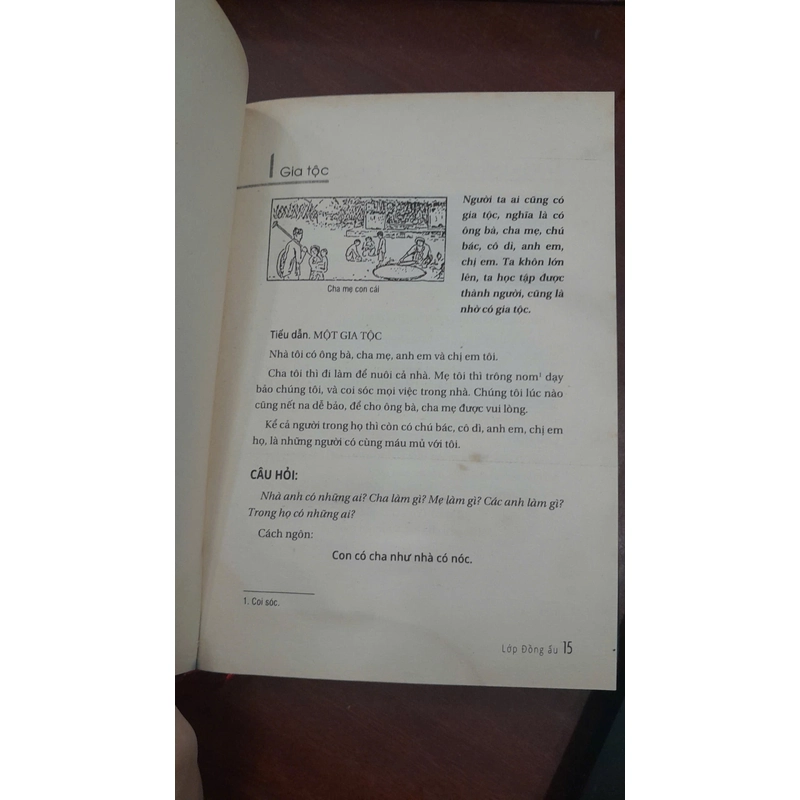 1 Gia tộc
Người ta ai cũng có
gia tộc, nghĩa là có
ông bà, cha mẹ, chú
bác, cô dì, anh em,
chị em. Ta khôn lớn
lên, ta học tập được
thành người, cũng là
nhờ có gia tộc.
Cha mẹ con cái
Tiểu dẫn. MỘT GIA TỘC
Nhà tôi có ông bà, cha mẹ, anh em và chị em tôi.
Cha tôi thì đi làm để nuôi cả nhà. Mẹ tôi thì trông nom¹ dạy
bảo chúng tôi, và coi sóc mọi việc trong nhà. Chúng tôi lúc nào
cũng nết na dễ bảo, để cho ông bà, cha mẹ được vui lòng.
Kể cả người trong họ thì còn có chú bác, cô dì, anh em, chị em
họ, là những người có cùng máu mủ với tôi.
CÂU HỎI:
Nhà anh có những ai? Cha làm gì? Mẹ làm gì? Các anh làm gì?
Trong họ có những ai?
Cách ngôn:
Con có cha như nhà có nóc.
1. Coi sóc.
Lớp Đồng ấu 15